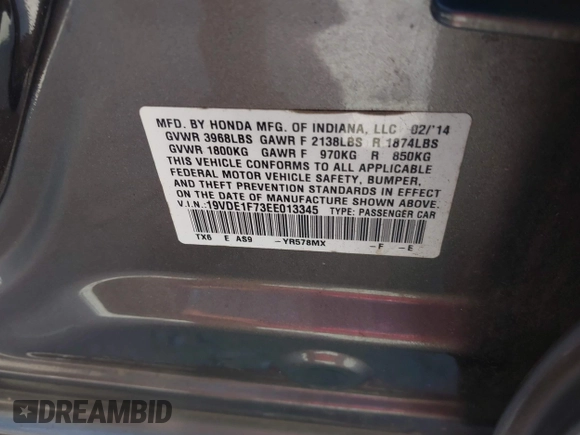 MFD. BY HONDA MFG. OF INDIANA, LLC 02/'14
GVWR 3968LBS GAWR F 2138LBS R 1874LBS
GVWR 1800KG GAWR F 970KG R 850KG
THIS VEHICLE CONFORMS TO ALL APPLICABLE
FEDERAL MOTOR VEHICLE SAFETY, BUMPER,
AND THEFT PREVENTION STANDARDS IN EFFECT
ON THE DATE OF MANUFACTURE SHOWN ABOVE.
V.I.N.:19VDE1F73EE013345 TYPE: PASSENGER CAR
TX6 E AS9 -YR578MX -F -E
DREAMBID